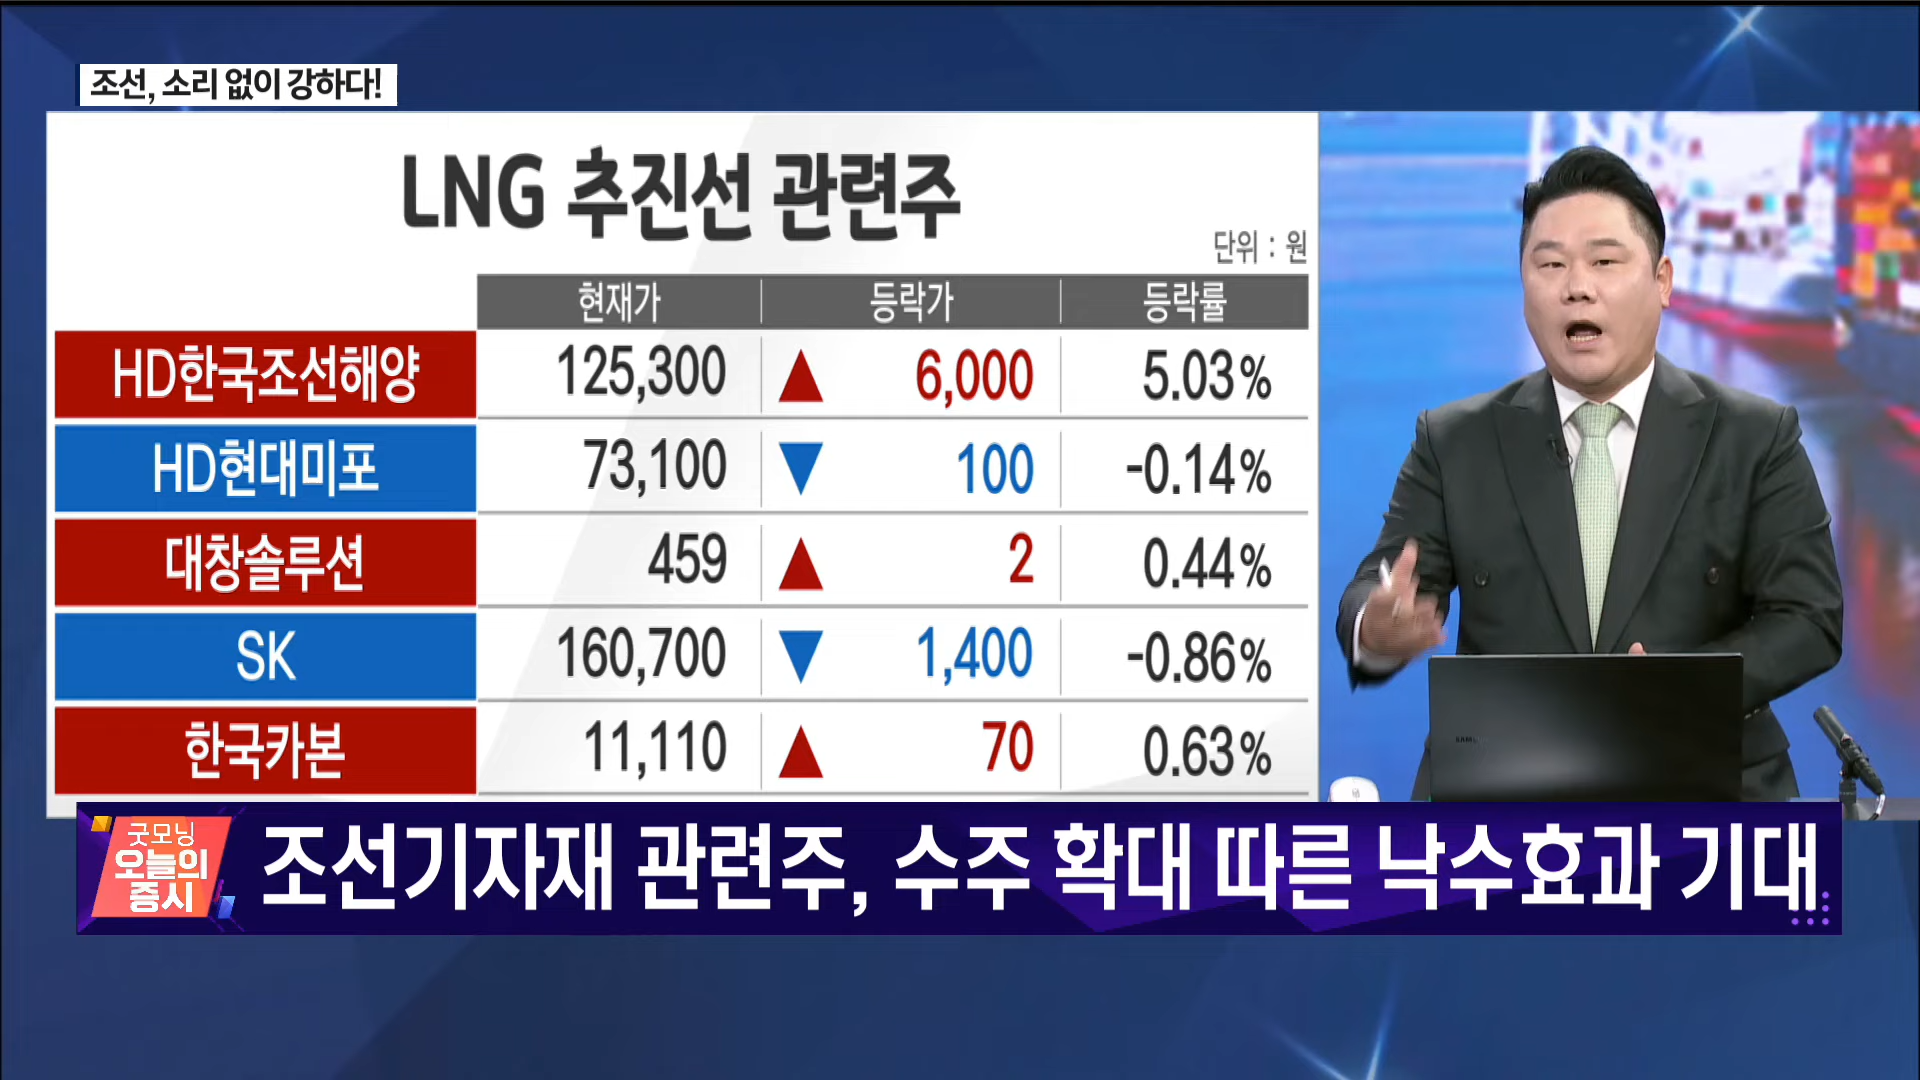 조선, 소리 없이 강하다!
LNG 추진선 관련주
단위 : 원
현재가 등락가 등락률
HD한국조선해양 125,300 ▲ 6,000 5.03%
HD현대미포 73,100 ▼ 100 -0.14%
대창솔루션 459 ▲ 2 0.44%
SK 160,700 ▼ 1,400 -0.86%
한국카본 11,110 ▲ 70 0.63%
굿모닝
오늘의
증시
조선기자재 관련주, 수주 확대 따른 낙수효과 기대